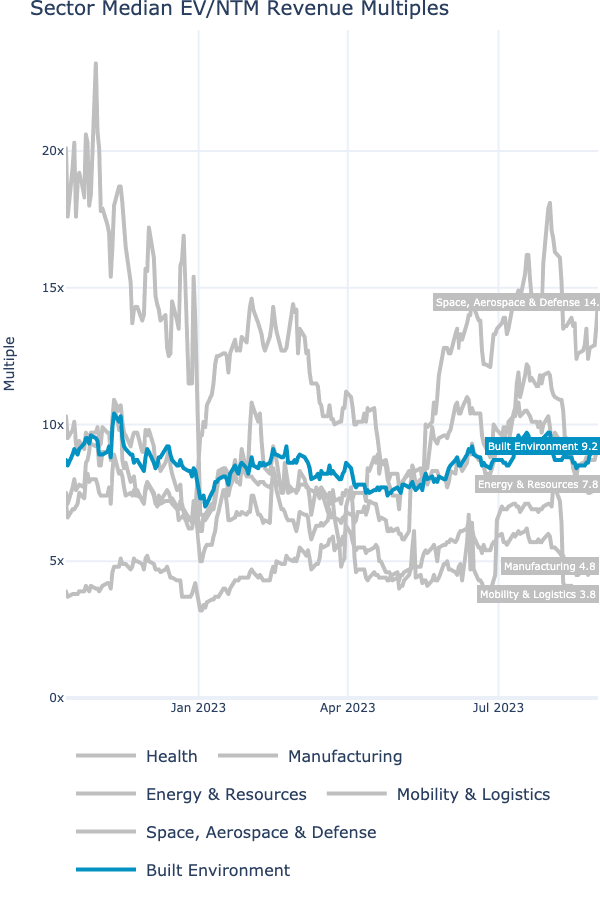 Sector Median EV/NTM Revenue Multiples
20x
15x
10x
5x
0x
Multiple
Space, Aerospace & Defense 14.
Built Environment 9.2
Energy & Resources 7.8
Manufacturing 4.8
Mobility & Logistics 3.8
Jan 2023
Apr 2023
Jul 2023
Health
Manufacturing
Energy & Resources
Mobility & Logistics
Space, Aerospace & Defense
Built Environment